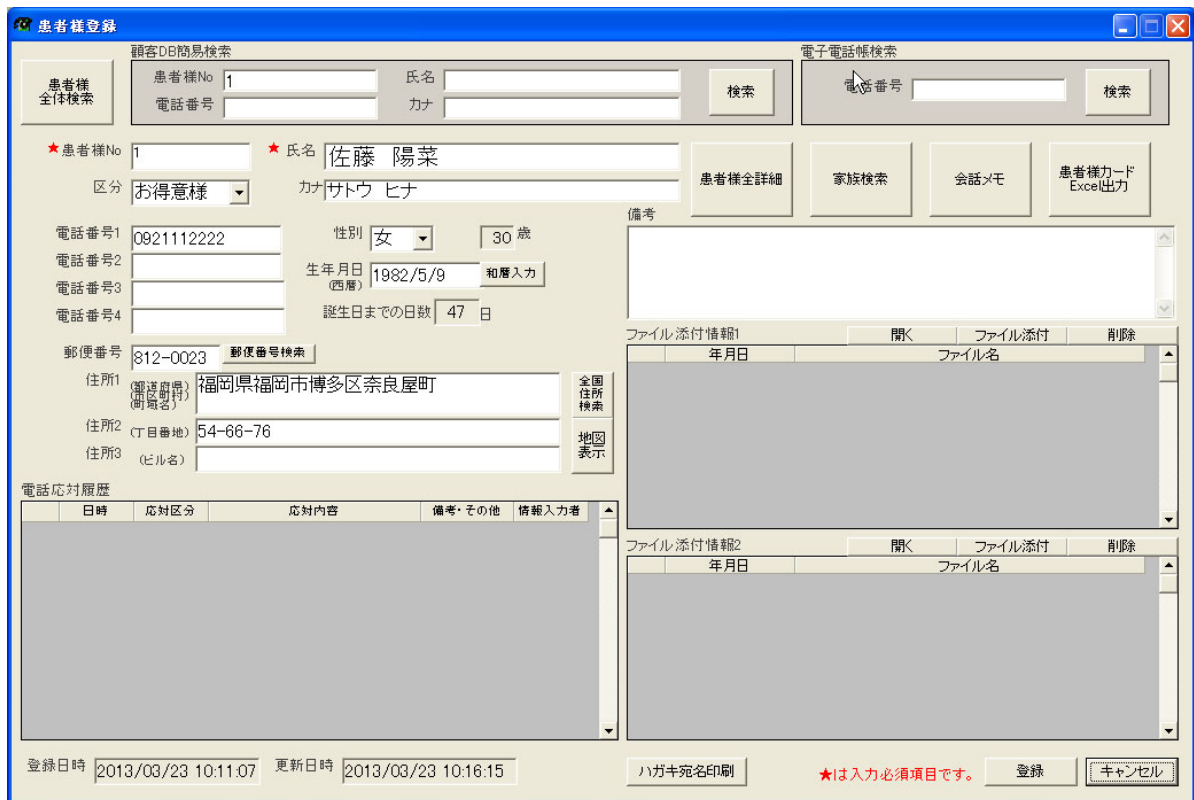 患者様登録
顧客DB簡易検索 電子電話帳検索
患者様全体検索 患者様No 1 氏名 検索 電話番号 検索
電話番号 カナ
★患者様No 1 ★氏名 佐藤 陽菜 患者様全詳細 家族検索 会話メモ 患者様カードExcel出力
区分 お得意様 カナ サトウ ヒナ
備考
電話番号1 0921112222 性別 女 30 歳
電話番号2
生年月日(西暦) 1982/5/9 和暦入力
電話番号3
電話番号4 誕生日までの日数 47 日
ファイル添付情報1 開く ファイル添付 削除
年月日 ファイル名
郵便番号 812-0023 郵便番号検索
住所1 (都道府県)(市区町村)(町域名) 福岡県福岡市博多区奈良屋町 全国住所検索
住所2 (丁目番地) 54-66-76 地図表示
住所3 (ビル名)
電話応対履歴
日時 応対区分 応対内容 備考・その他 情報入力者
ファイル添付情報2 開く ファイル添付 削除
年月日 ファイル名
登録日時 2013/03/23 10:11:07 更新日時 2013/03/23 10:16:15 ハガキ宛名印刷 ★は入力必須項目です。 登録 キャンセル